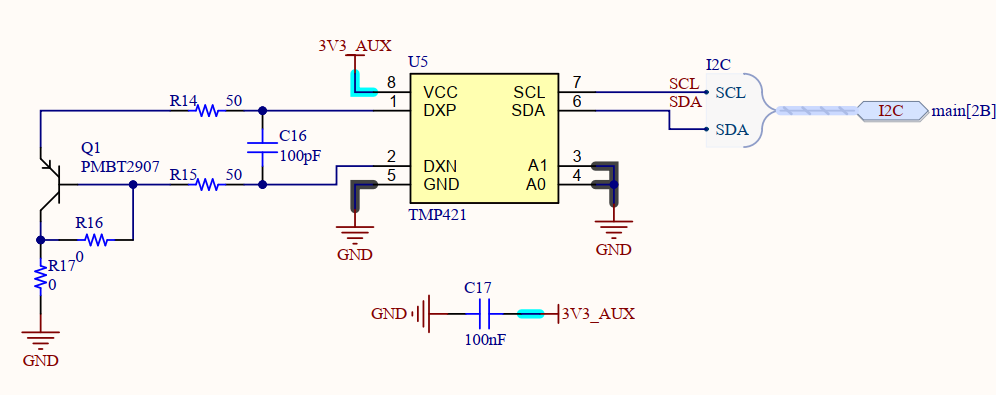 3V3_AUX
U5
I2C
8 VCC
1 DXP
2 DXN
5 GND
SCL 7
SDA 6
A1 3
A0 4
TMP421
SCL
SDA
SCL
SDA
I2C
main[2B]
R14 50
C16
100pF
Q1
PMBT2907
R15 50
R16
0
R17
0
GND
GND
GND
C17
GND
3V3_AUX
100nF